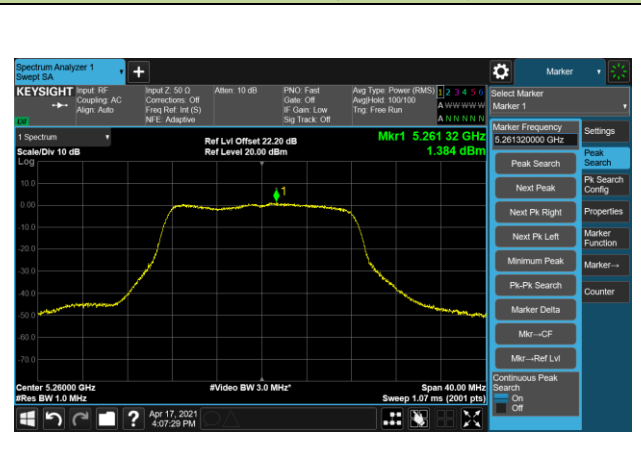 Spectrum Analyzer 1
Swept SA
Marker
KEYSIGHT
Input: RF
Coupling: AC
Align: Auto
Input Z: 50 Ω
Corrections: Off
Freq Ref: Int (S)
NFE: Adaptive
Atten: 10 dB
PNO: Fast
Gate: Off
IF Gain: Low
Sig Track: Off
Avg Type: Power (RMS)
Avg|Hold: 100/100
Trig: Free Run
1 2 3 4 5 6
A W W W W W
A N N N N N
Select Marker
Marker 1
1 Spectrum
Scale/Div 10 dB
Log
Ref Lvl Offset 22.20 dB
Ref Level 20.00 dBm
Mkr1 5.261 32 GHz
1.384 dBm
10.0
0.00
-10.0
-20.0
-30.0
-40.0
-50.0
-60.0
-70.0
1
Center 5.26000 GHz
#Res BW 1.0 MHz
#Video BW 3.0 MHz*
Span 40.00 MHz
Sweep 1.07 ms (2001 pts)
Marker Frequency
5.261320000 GHz
Peak Search
Next Peak
Next Pk Right
Next Pk Left
Minimum Peak
Pk-Pk Search
Marker Delta
Mkr→CF
Mkr→Ref Lvl
Continuous Peak
Search
On
Off
Settings
Peak
Search
Pk Search
Config
Properties
Marker
Function
Marker→
Counter
Apr 17, 2021
4:07:29 PM